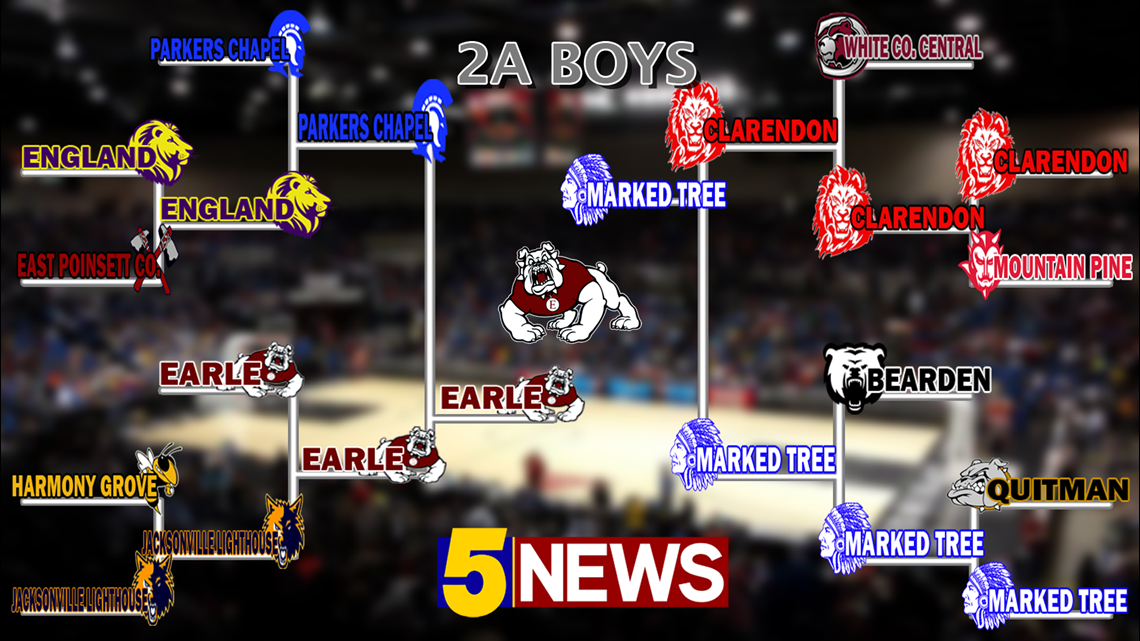 2A BOYS
PARKERS CHAPEL
PARKERS CHAPEL
ENGLAND
ENGLAND
EAST POINSETT CO.
EARLE
EARLE
EARLE
HARMONY GROVE
JACKSONVILLE LIGHTHOUSE
JACKSONVILLE LIGHTHOUSE
MARKED TREE
E
WHITE CO. CENTRAL
CLARENDON
CLARENDON
CLARENDON
MOUNTAIN PINE
BEARDEN
MARKED TREE
QUITMAN
MARKED TREE
MARKED TREE
5 NEWS